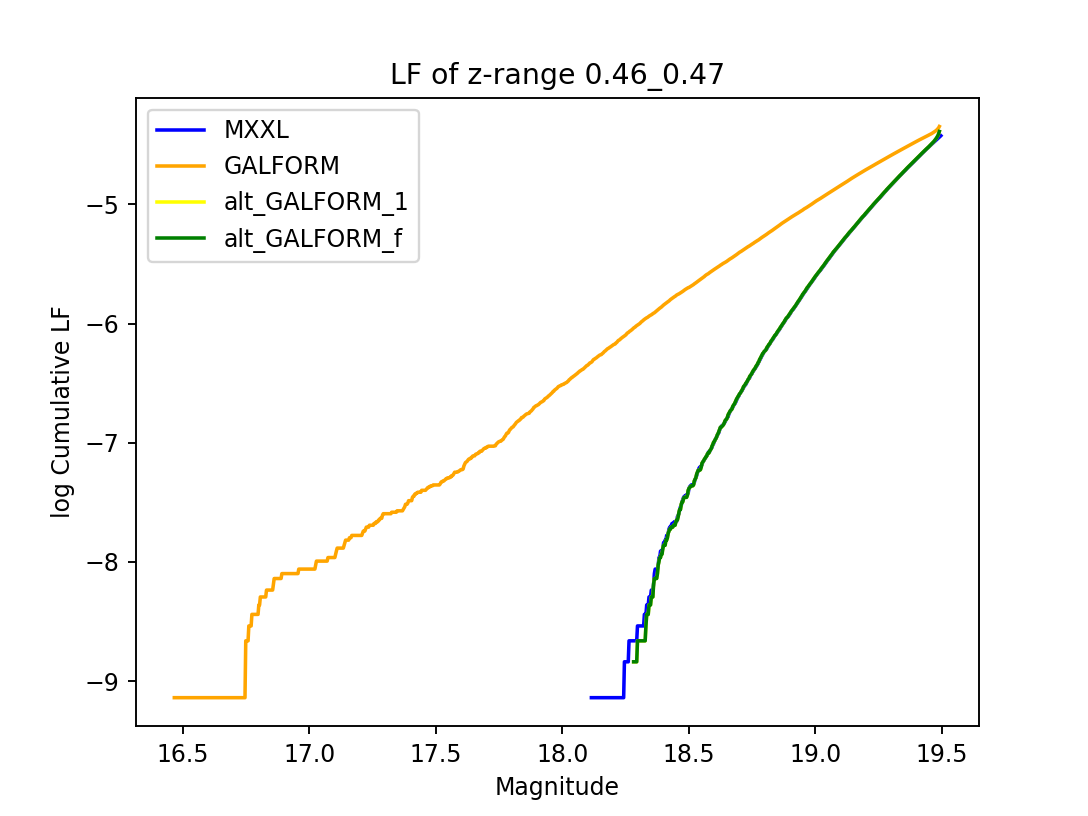 LF of z-range 0.46_0.47
MXXL
GALFORM
alt_GALFORM_1
alt_GALFORM_f
log Cumulative LF
−5
−6
−7
−8
−9
16.5 17.0 17.5 18.0 18.5 19.0 19.5
Magnitude